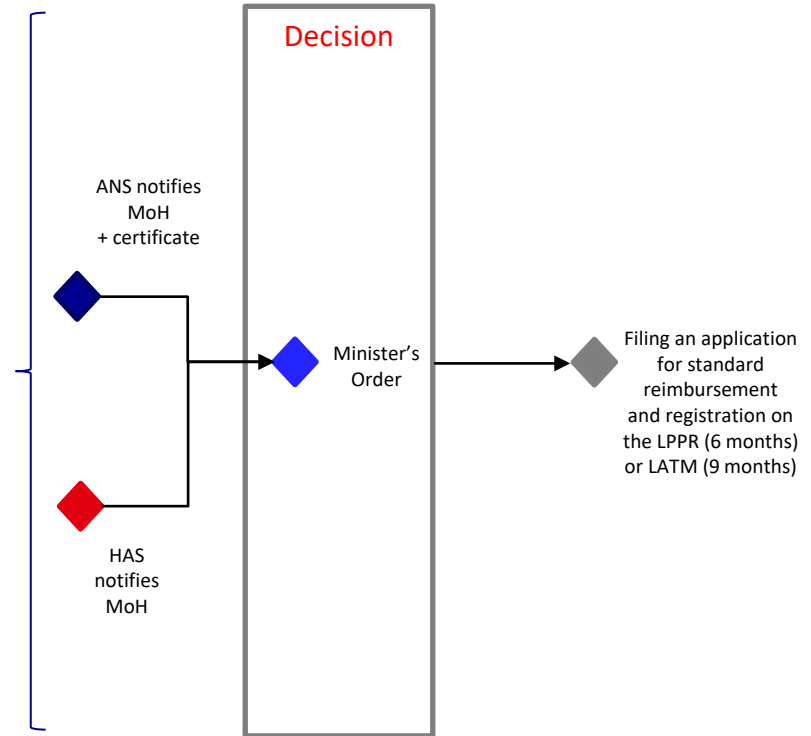 Decision
ANS notifies
MoH
+ certificate
Minister’s
Order
Filing an application
for standard
reimbursement
and registration on
the LPPR (6 months)
or LATM (9 months)
HAS
notifies
MoH